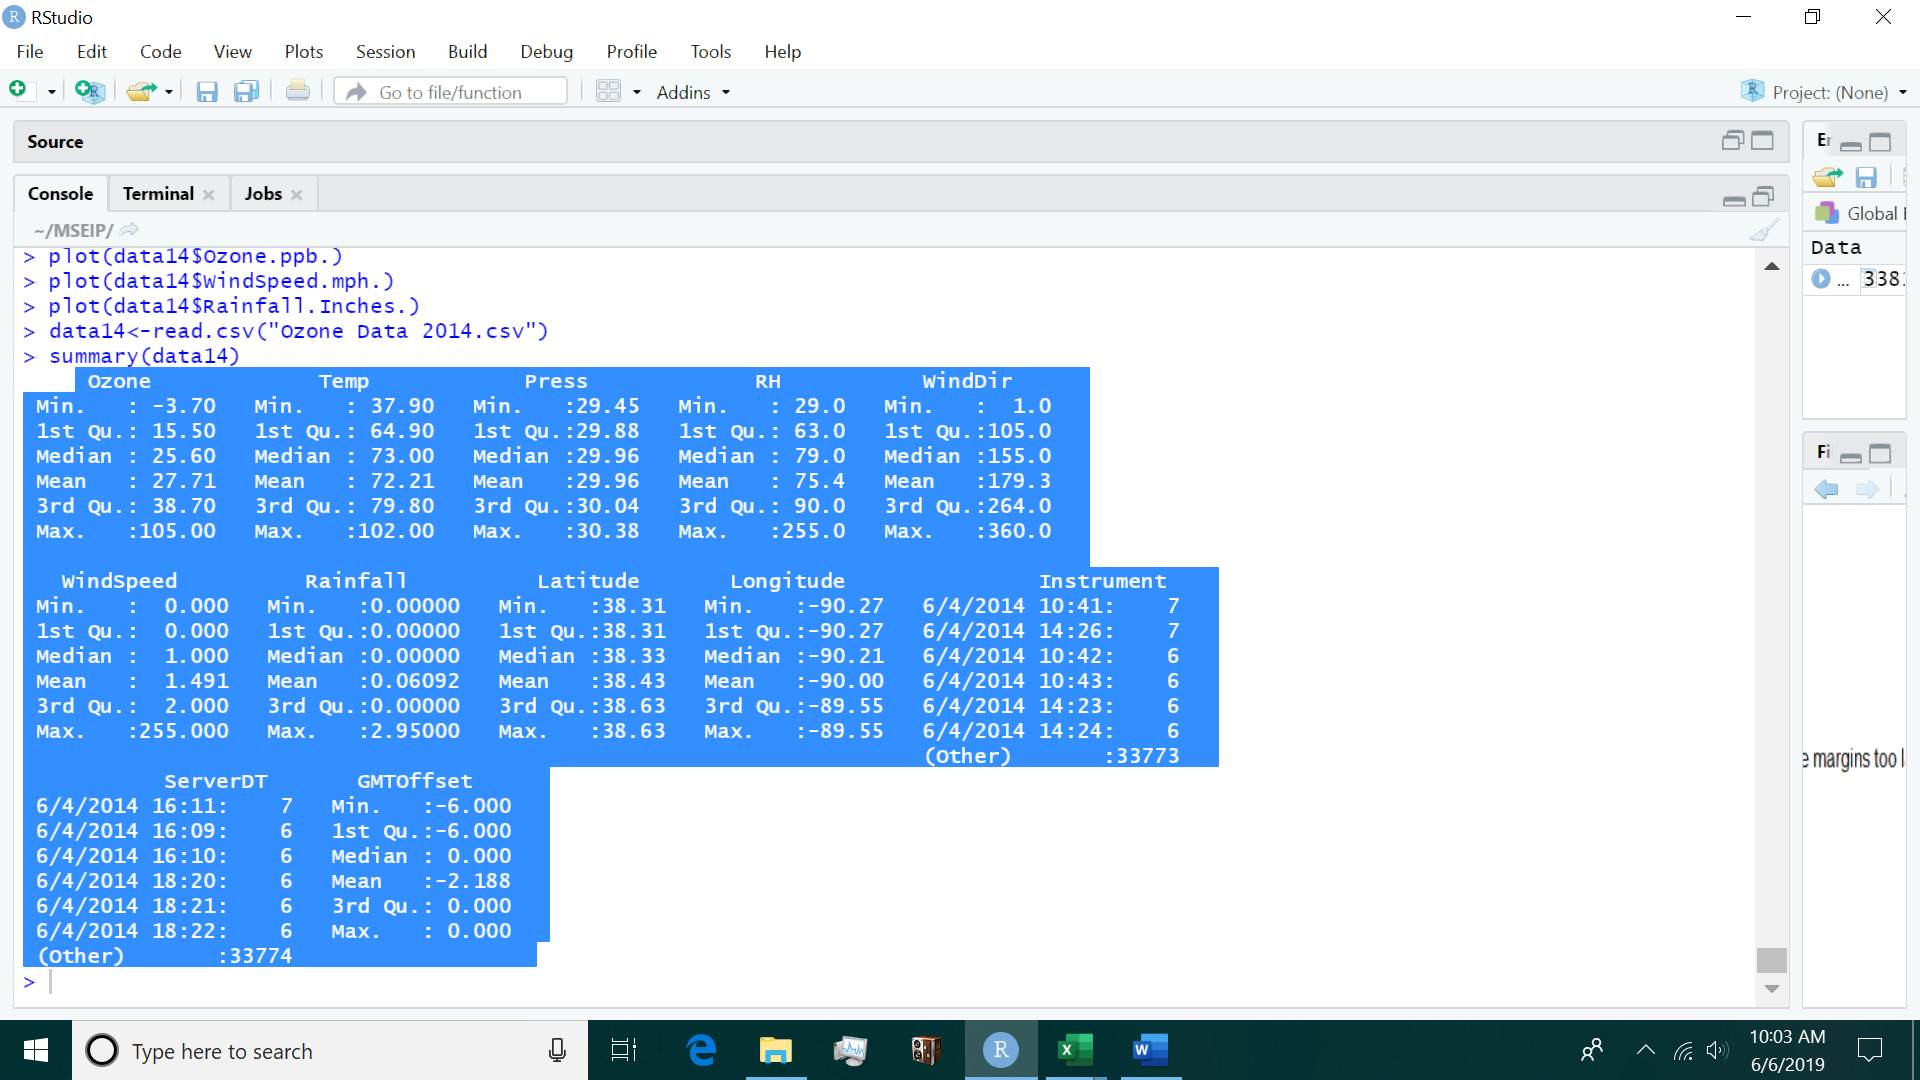 RStudio
File Edit Code View Plots Session Build Debug Profile Tools Help
Go to file/function Addins Project: (None)
Source
Console Terminal Jobs
~/MSEIP/
> plot(data14$Ozone.ppb.)
> plot(data14$WindSpeed.mph.)
> plot(data14$Rainfall.Inches.)
> data14<-read.csv("Ozone Data 2014.csv")
> summary(data14)
Ozone Temp Press RH WindDir
Min. : -3.70 Min. : 37.90 Min. :29.45 Min. : 29.0 Min. : 1.0
1st Qu.: 15.50 1st Qu.: 64.90 1st Qu.:29.88 1st Qu.: 63.0 1st Qu.:105.0
Median : 25.60 Median : 73.00 Median :29.96 Median : 79.0 Median :155.0
Mean : 27.71 Mean : 72.21 Mean :29.96 Mean : 75.4 Mean :179.3
3rd Qu.: 38.70 3rd Qu.: 79.80 3rd Qu.:30.04 3rd Qu.: 90.0 3rd Qu.:264.0
Max. :105.00 Max. :102.00 Max. :30.38 Max. :255.0 Max. :360.0
WindSpeed Rainfall Latitude Longitude Instrument
Min. : 0.000 Min. :0.00000 Min. :38.31 Min. :-90.27 6/4/2014 10:41: 7
1st Qu.: 0.000 1st Qu.:0.00000 1st Qu.:38.31 1st Qu.:-90.27 6/4/2014 14:26: 7
Median : 1.000 Median :0.00000 Median :38.33 Median :-90.21 6/4/2014 10:42: 6
Mean : 1.491 Mean :0.06092 Mean :38.43 Mean :-90.00 6/4/2014 10:43: 6
3rd Qu.: 2.000 3rd Qu.:0.00000 3rd Qu.:38.63 3rd Qu.:-89.55 6/4/2014 14:23: 6
Max. :255.000 Max. :2.95000 Max. :38.63 Max. :-89.55 6/4/2014 14:24: 6
(Other) :33773
ServerDT GMTOffset
6/4/2014 16:11: 7 Min. :-6.000
6/4/2014 16:09: 6 1st Qu.:-6.000
6/4/2014 16:10: 6 Median : 0.000
6/4/2014 18:20: 6 Mean :-2.188
6/4/2014 18:21: 6 3rd Qu.: 0.000
6/4/2014 18:22: 6 Max. : 0.000
(Other) :33774
>
Global
Data
... 3381
Fi
margins too
Type here to search
10:03 AM
6/6/2019